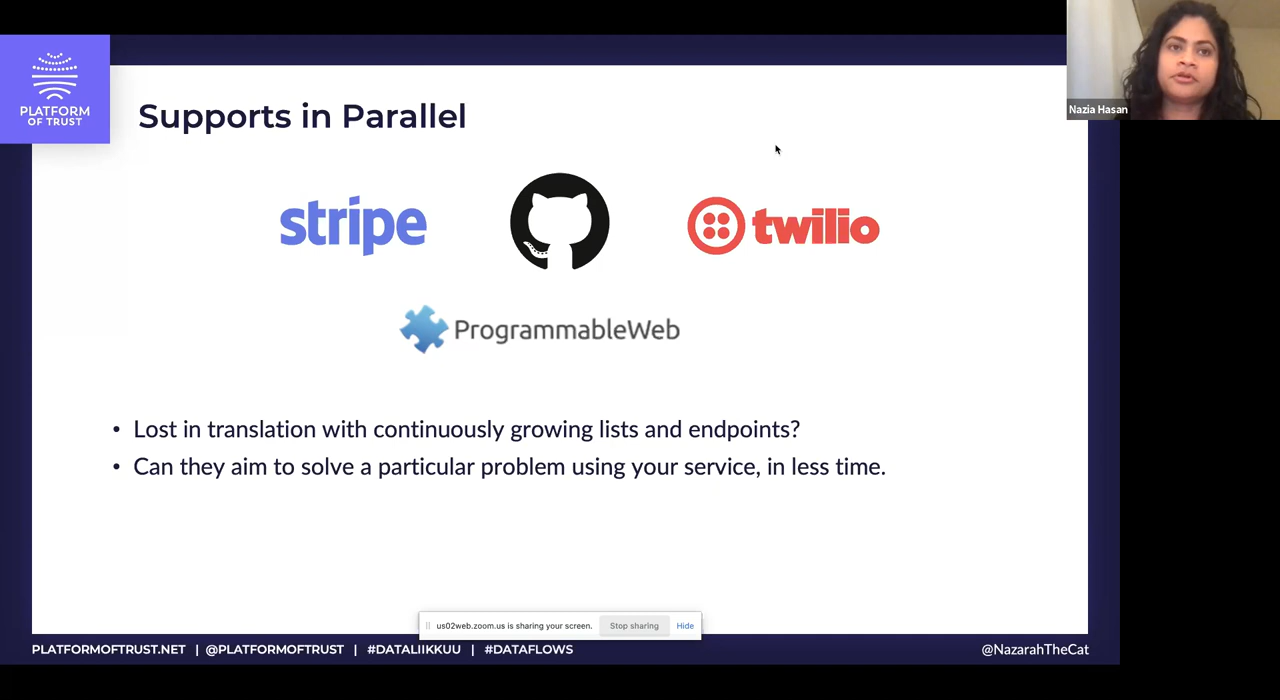 PLATFORM
OF TRUST
Supports in Parallel
Nazia Hasan
stripe
twilio
ProgrammableWeb
• Lost in translation with continuously growing lists and endpoints?
• Can they aim to solve a particular problem using your service, in less time.
us02web.zoom.us is sharing your screen. Stop sharing Hide
PLATFORMOFTRUST.NET | @PLATFORMOFTRUST | #DATALIIKKUU | #DATAFLOWS @NazarahTheCat